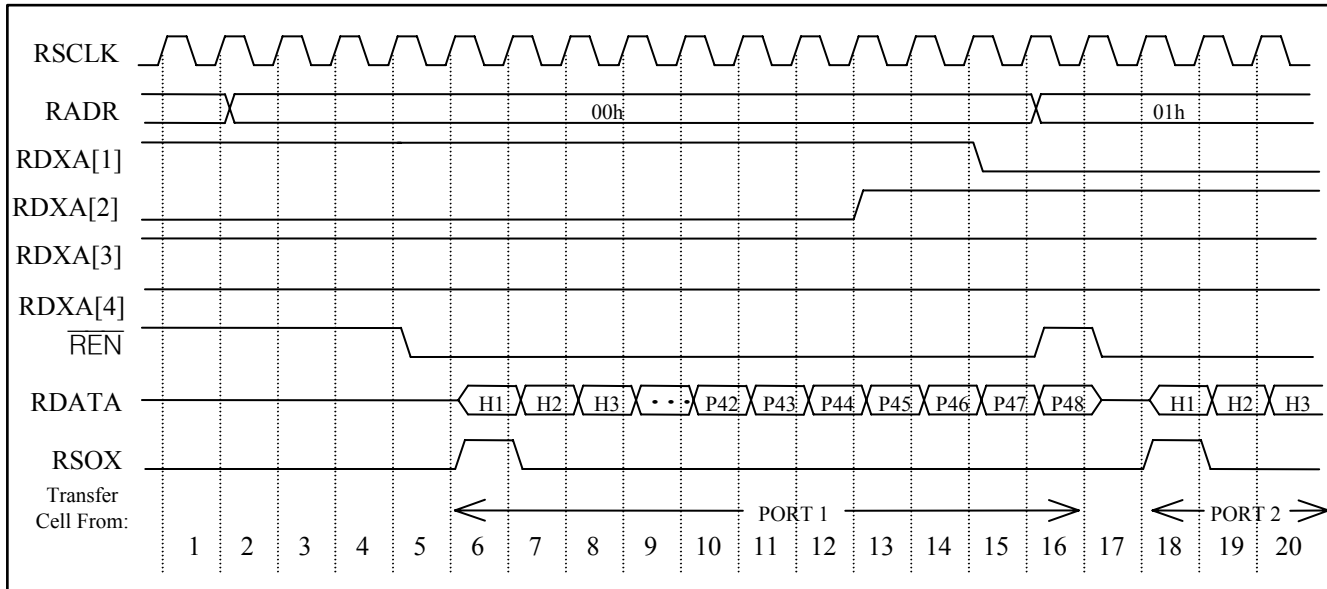 RSCLK
RADR 00h 01h
RDXA[1]
RDXA[2]
RDXA[3]
RDXA[4]
REN
RDATA H1 H2 H3 ... P42 P43 P44 P45 P46 P47 P48 H1 H2 H3
RSOX
Transfer
Cell From: PORT 1 PORT 2
1 2 3 4 5 6 7 8 9 10 11 12 13 14 15 16 17 18 19 20